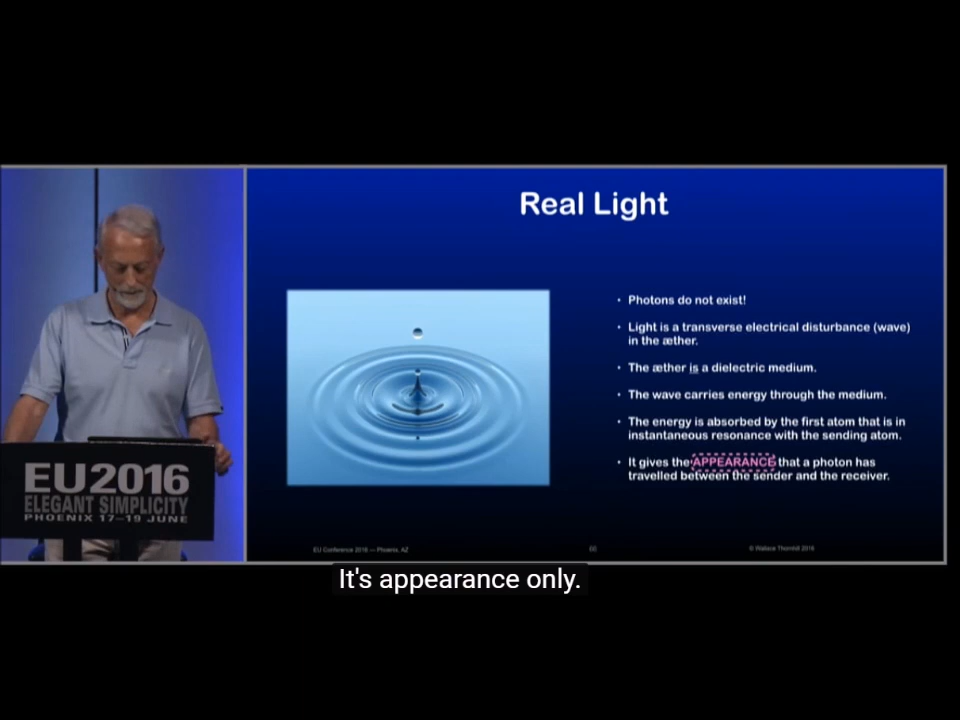 Real Light
• Photons do not exist!
• Light is a transverse electrical disturbance (wave)
in the æther.
• The æther is a dielectric medium.
• The wave carries energy through the medium.
• The energy is absorbed by the first atom that is in
instantaneous resonance with the sending atom.
• It gives the APPEARANCE that a photon has
travelled between the sender and the receiver.
EU2016
ELEGANT SIMPLICITY
PHOENIX 17–19 JUNE
EU Conference 2016 — Phoenix, AZ
66
© Wallace Thornhill 2016
It's appearance only.